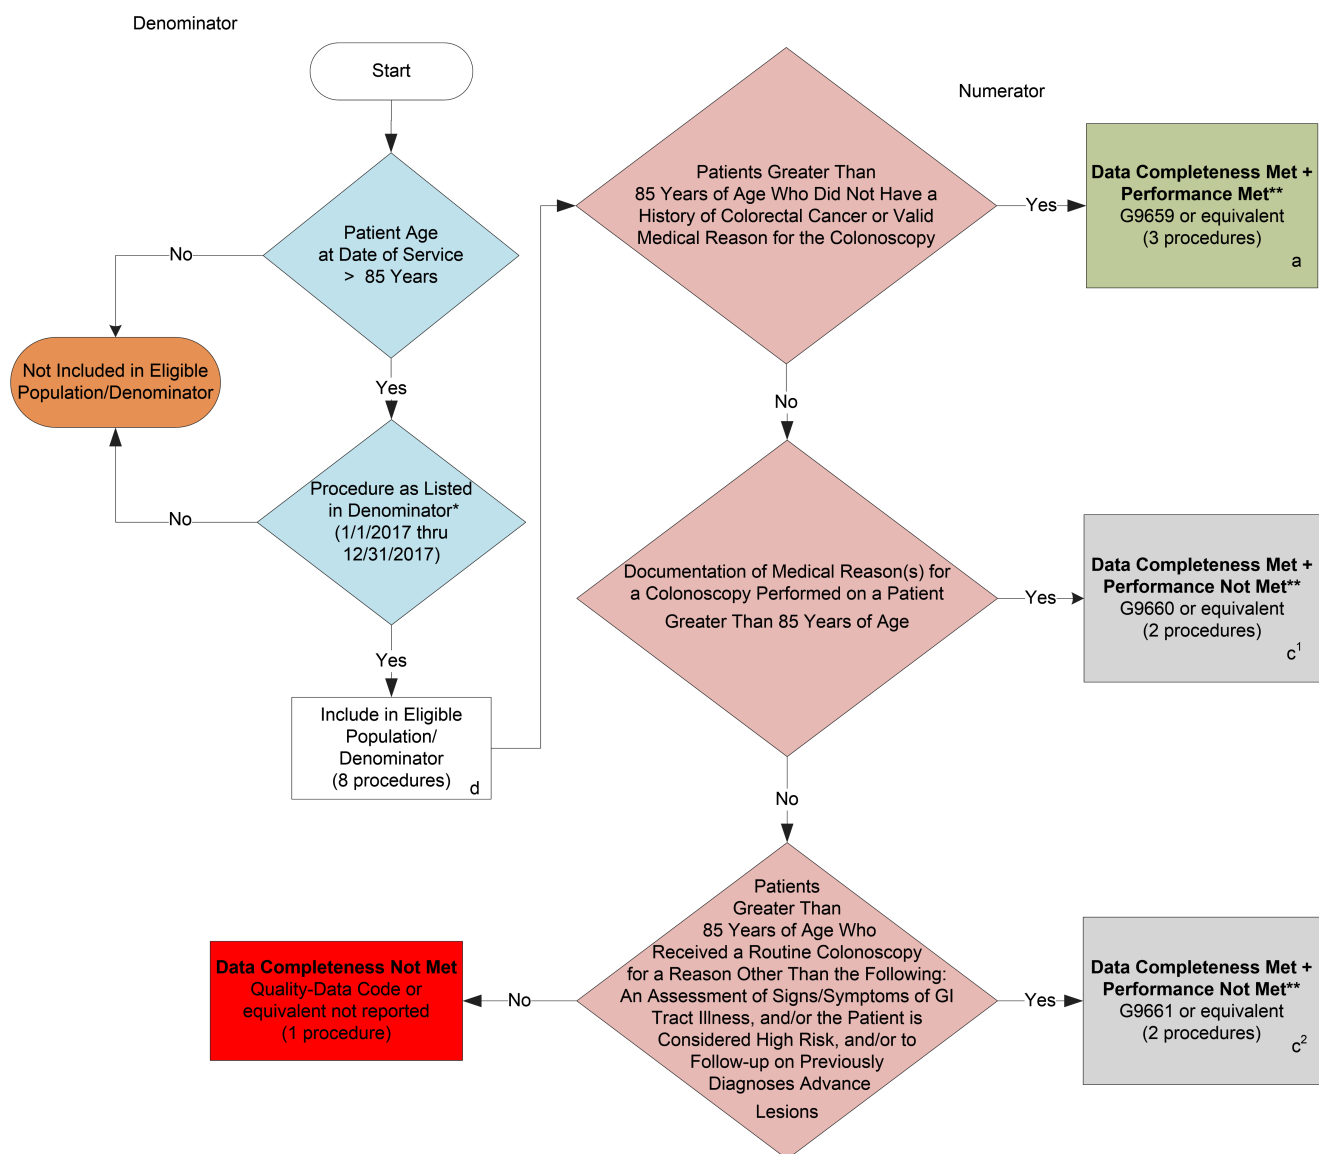 Denominator
Start
Patient Age
at Date of Service
> 85 Years
No
Not Included in Eligible
Population/Denominator
Yes
Procedure as Listed
in Denominator*
(1/1/2017 thru
12/31/2017)
No
Yes
Include in Eligible
Population/
Denominator
(8 procedures)
d
Numerator
Patients Greater Than
85 Years of Age Who Did Not Have a
History of Colorectal Cancer or Valid
Medical Reason for the Colonoscopy
Yes
Data Completeness Met +
Performance Met**
G9659 or equivalent
(3 procedures)
a
No
Documentation of Medical Reason(s) for
a Colonoscopy Performed on a Patient
Greater Than 85 Years of Age
Yes
Data Completeness Met +
Performance Not Met**
G9660 or equivalent
(2 procedures)
c¹
No
Patients
Greater Than
85 Years of Age Who
Received a Routine Colonoscopy
for a Reason Other Than the Following:
An Assessment of Signs/Symptoms of GI
Tract Illness, and/or the Patient is
Considered High Risk, and/or to
Follow-up on Previously
Diagnoses Advance
Lesions
Yes
Data Completeness Met +
Performance Not Met**
G9661 or equivalent
(2 procedures)
c²
No
Data Completeness Not Met
Quality-Data Code or
equivalent not reported
(1 procedure)